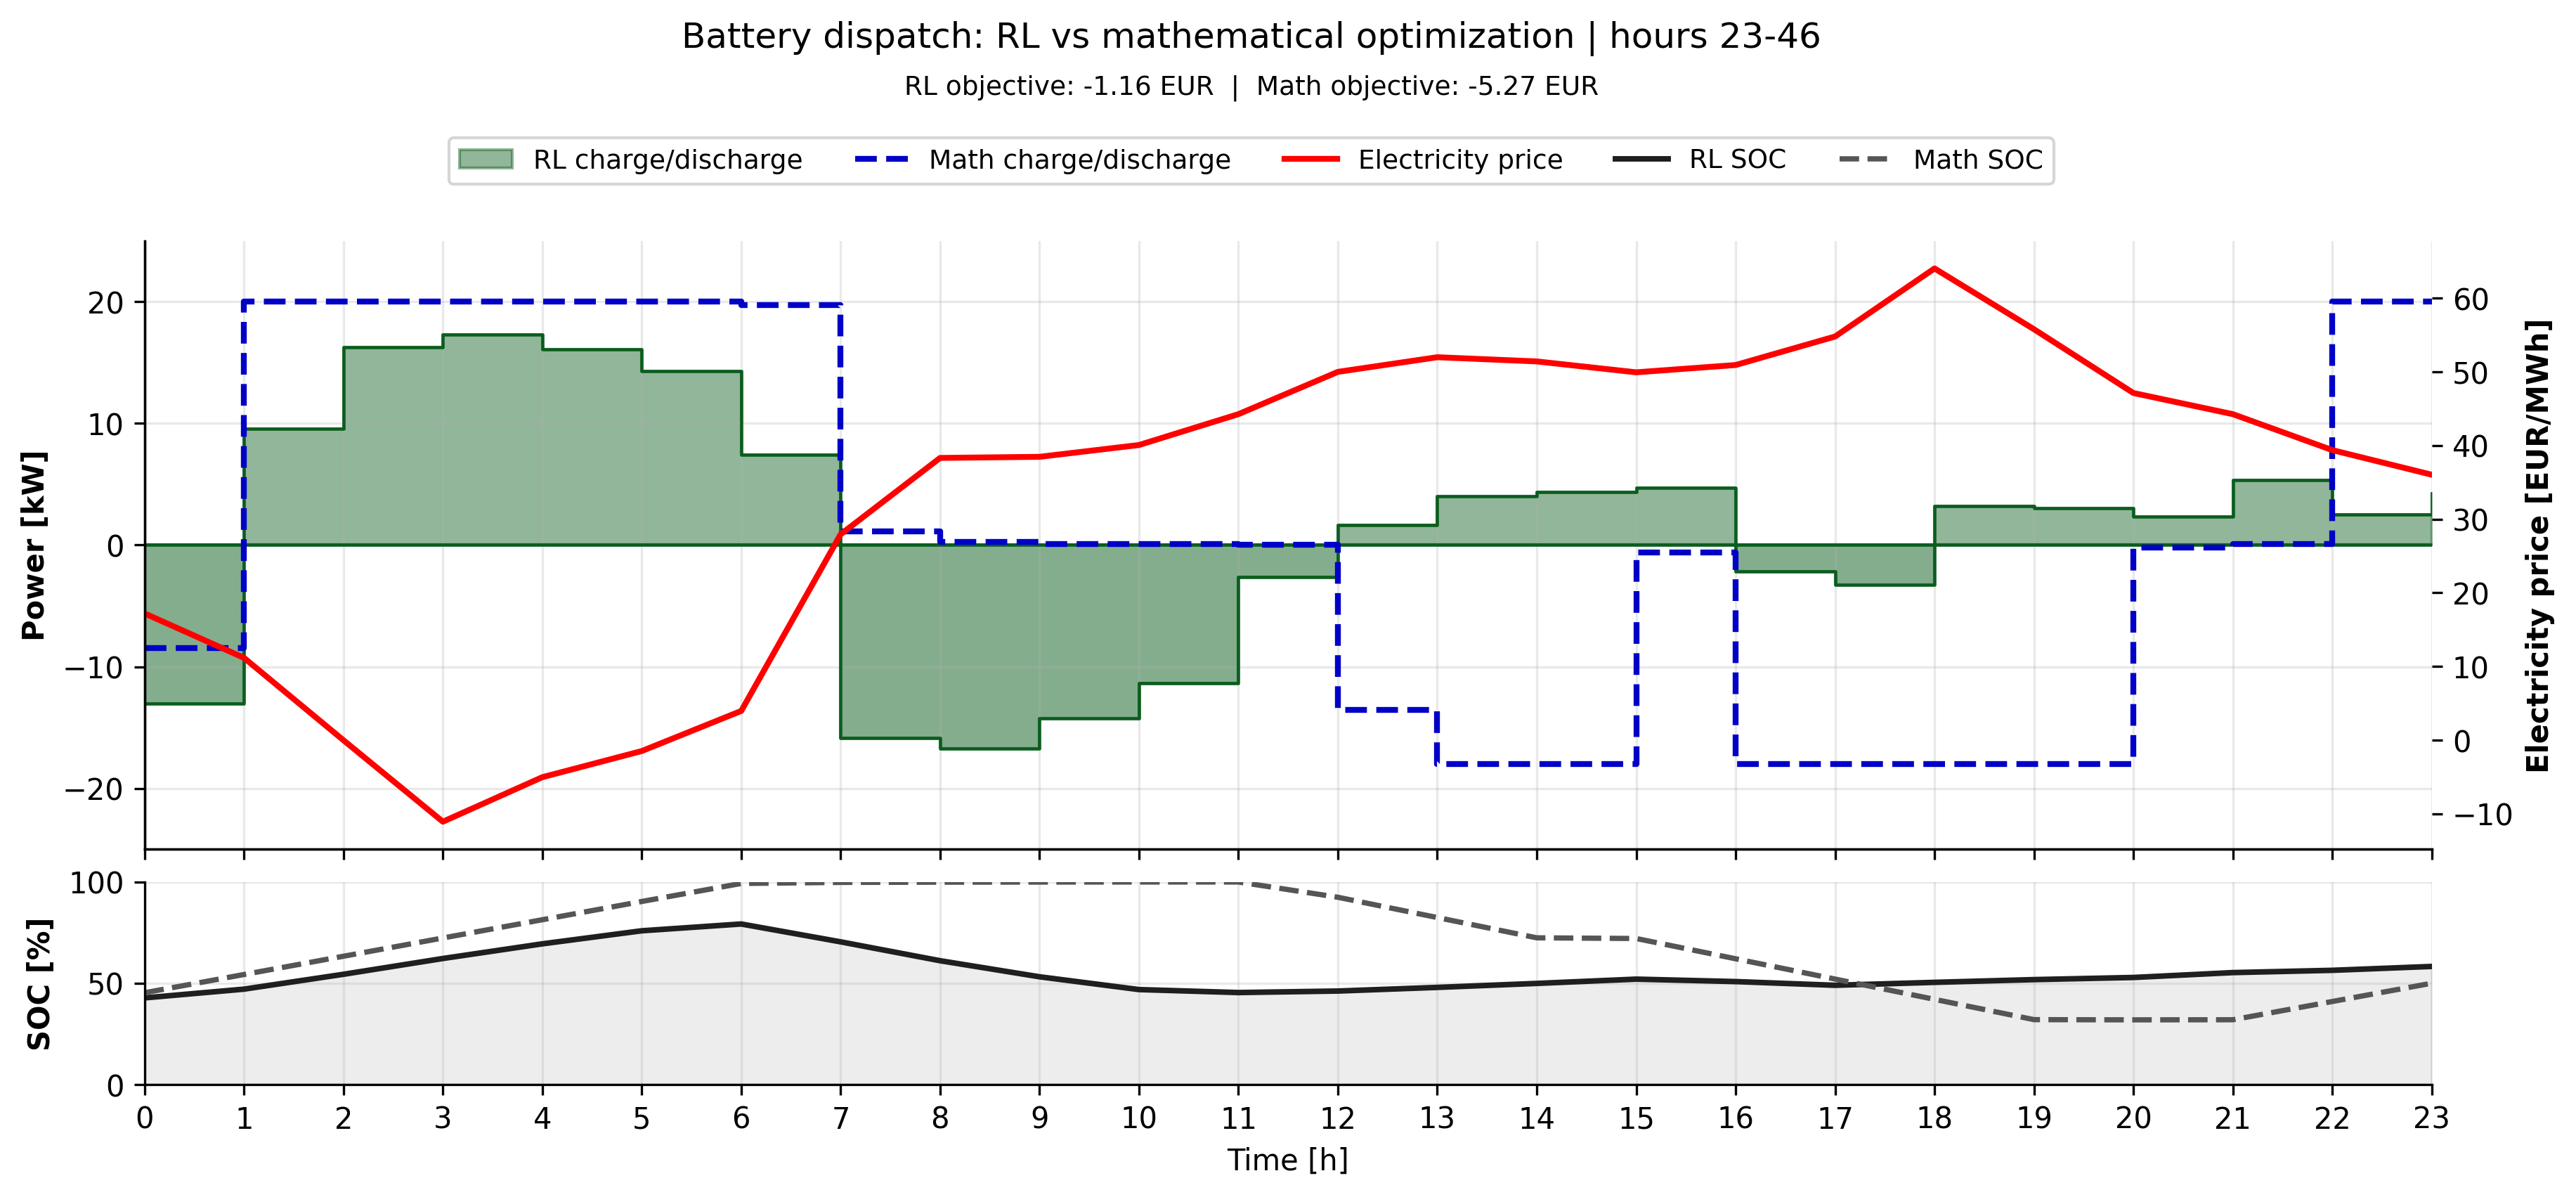 Battery dispatch: RL vs mathematical optimization | hours 23-46
RL objective: -1.16 EUR | Math objective: -5.27 EUR
RL charge/discharge Math charge/discharge Electricity price RL SOC Math SOC
Power [kW]
20
10
0
−10
−20
Electricity price [EUR/MWh]
60
50
40
30
20
10
0
−10
SOC [%]
100
50
0
0 1 2 3 4 5 6 7 8 9 10 11 12 13 14 15 16 17 18 19 20 21 22 23
Time [h]